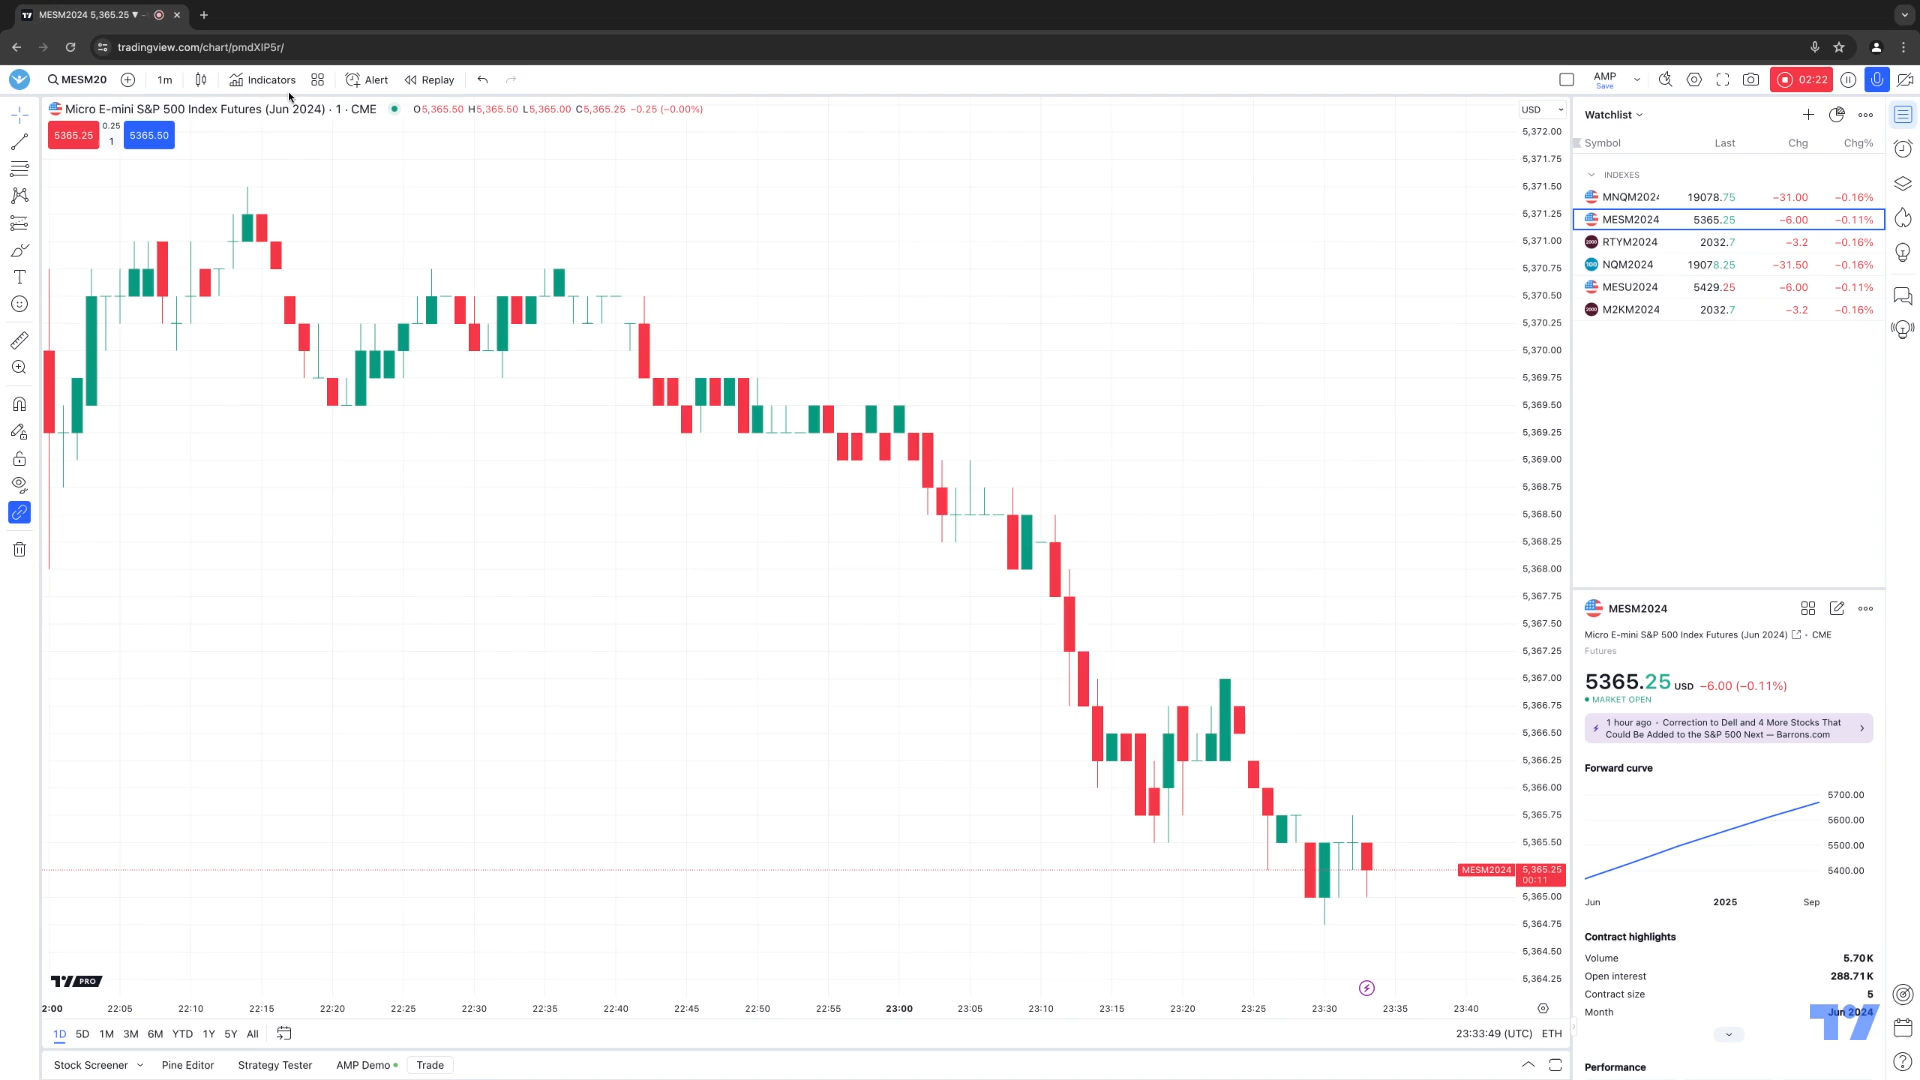 MESM2024 5,365.25 ▼ -
tradingview.com/chart/pmdXlP5r/
MESM20 1m Indicators Alert Replay AMP Save 02:22
Micro E-mini S&P 500 Index Futures (Jun 2024) · 1 · CME O5,365.50 H5,365.50 L5,365.00 C5,365.25 −0.25 (−0.00%) USD
5365.25 0.25 1 5365.50
5,372.00
5,371.75
5,371.50
5,371.25
5,371.00
5,370.75
5,370.50
5,370.25
5,370.00
5,369.75
5,369.50
5,369.25
5,369.00
5,368.75
5,368.50
5,368.25
5,368.00
5,367.75
5,367.50
5,367.25
5,367.00
5,366.75
5,366.50
5,366.25
5,366.00
5,365.75
5,365.50
MESM2024 5,365.25
00:11
5,365.00
5,364.75
5,364.50
5,364.25
TV PRO
2:00 22:05 22:10 22:15 22:20 22:25 22:30 22:35 22:40 22:45 22:50 22:55 23:00 23:05 23:10 23:15 23:20 23:25 23:30 23:35 23:40
1D 5D 1M 3M 6M YTD 1Y 5Y All 23:33:49 (UTC) ETH
Stock Screener Pine Editor Strategy Tester AMP Demo Trade
Watchlist
Symbol Last Chg Chg%
INDEXES
MNQM2024 19078.75 −31.00 −0.16%
MESM2024 5365.25 −6.00 −0.11%
RTYM2024 2032.7 −3.2 −0.16%
NQM2024 19078.25 −31.50 −0.16%
MESU2024 5429.25 −6.00 −0.11%
M2KM2024 2032.7 −3.2 −0.16%
MESM2024
Micro E-mini S&P 500 Index Futures (Jun 2024) • CME
Futures
5365.25 USD −6.00 (−0.11%)
MARKET OPEN
1 hour ago · Correction to Dell and 4 More Stocks That
Could Be Added to the S&P 500 Next — Barrons.com
Forward curve
5700.00
5600.00
5500.00
5400.00
Jun 2025 Sep
Contract highlights
Volume 5.70K
Open interest 288.71K
Contract size 5
Month Jun 2024
Performance